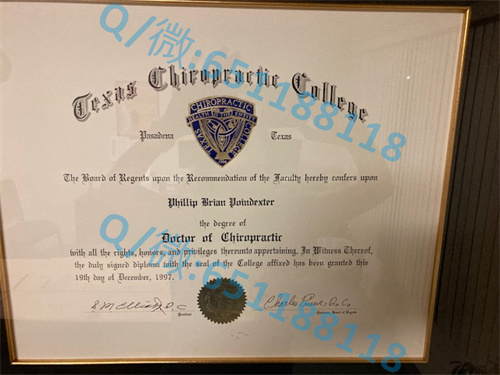 Q/微:651188118
Texas Chiropractic College
CHIROPRACTIC
Pasadena
Texas
The Board of Regents upon the Recommendation of the Faculty hereby confers upon
Phillip Brian Poindexter
the degree of
Doctor of Chiropractic
with all the rights, honors, and privileges thereunto appertaining. In Witness Thereof,
the duly signed diploma with the seal of the College affixed has been granted this
19th day of December, 1997.
Q/微:651188118
President